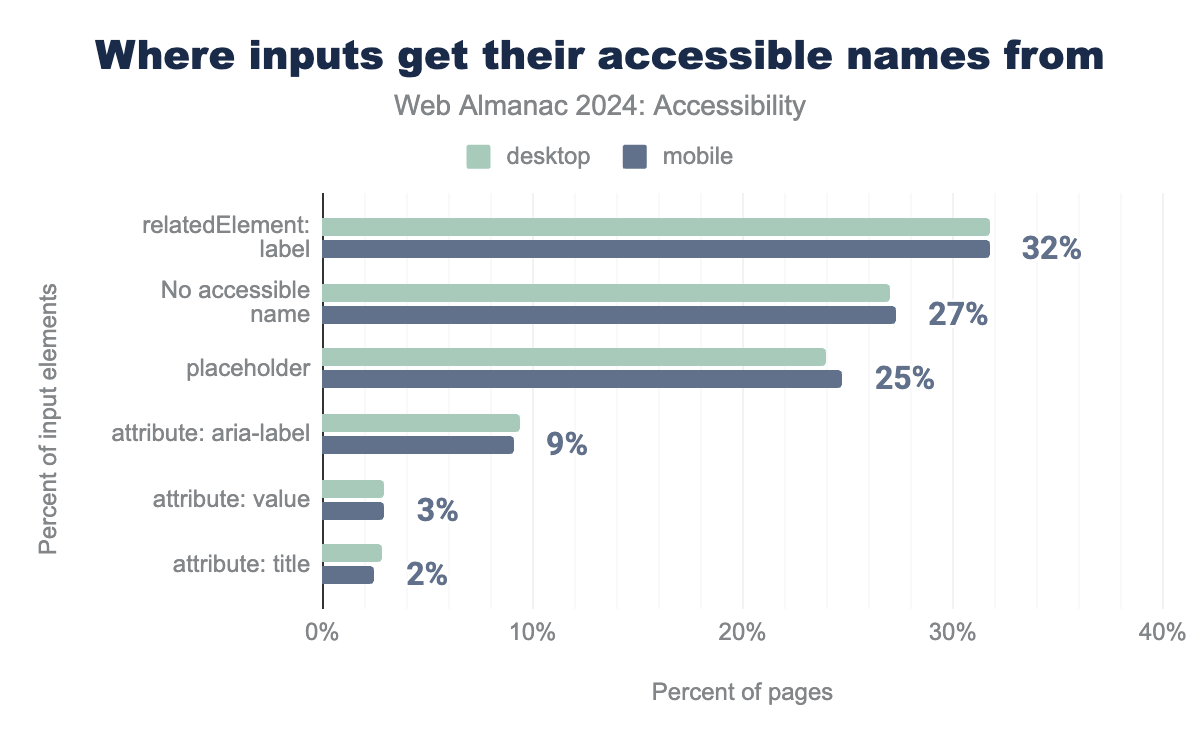 Where inputs get their accessible names from
Web Almanac 2024: Accessibility
desktop
mobile
Percent of input elements
relatedElement:
label
32%
No accessible
name
27%
placeholder
25%
attribute: aria-label
9%
attribute: value
3%
attribute: title
2%
0%
10%
20%
30%
40%
Percent of pages